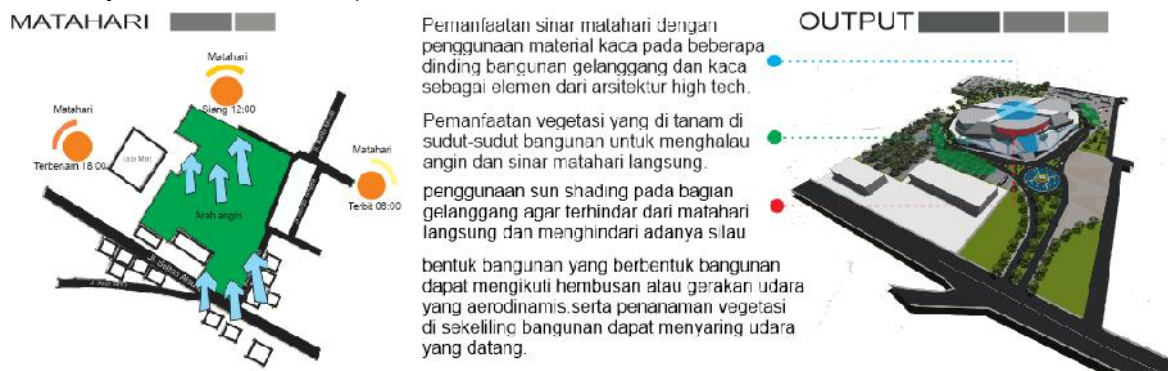 MATAHARI
Matahari
Siang 12:00
Matahari
Terbenam 18:00
Matahari
Terbit 08:00
Arah angin
Pemanfaatan sinar matahari dengan
penggunaan material kaca pada beberapa
dinding bangunan gelanggang dan kaca
sebagai elemen dari arsitektur high tech.
Pemanfaatan vegetasi yang di tanam di
sudut-sudut bangunan untuk menghalau
angin dan sinar matahari langsung.
penggunaan sun shading pada bagian
gelanggang agar terhindar dari matahari
langsung dan menghindari adanya silau
bentuk bangunan yang berbentuk bangunan
dapat mengikuti hembusan atau gerakan udara
yang aerodinamis.serta penanaman vegetasi
di sekeliling bangunan dapat menyaring udara
yang datang.
OUTPUT